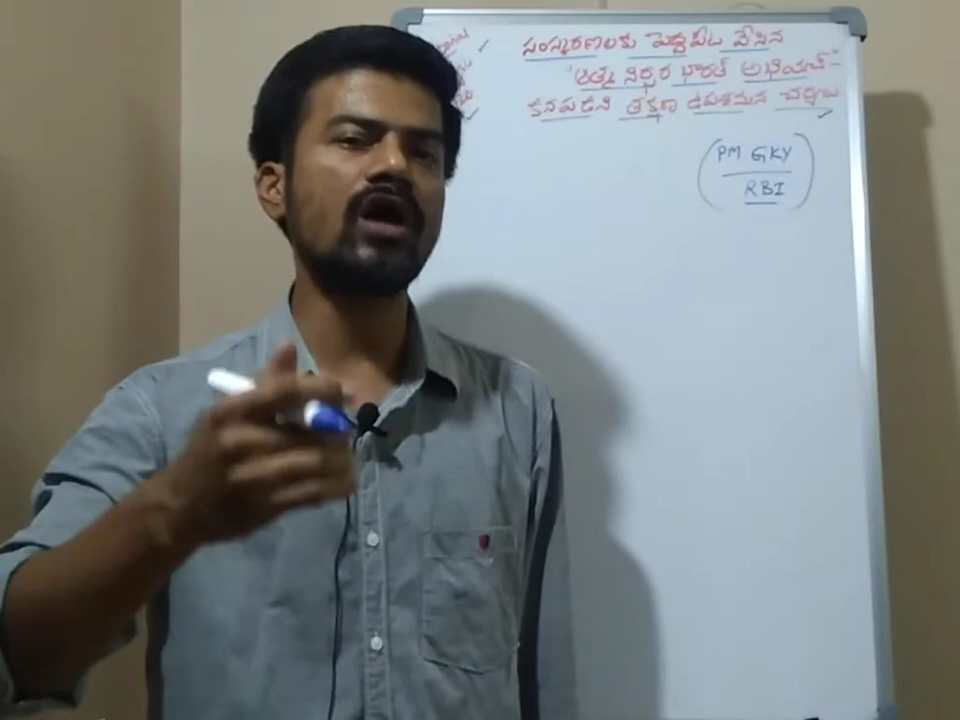 సంస్కరణలకు పెద్దపీట వేసిన
"ఆత్మ నిర్భర భారత్ అభియాన్"
కనపడని తక్షణ ఉపశమన చర్యలు
PM GKY
RBI